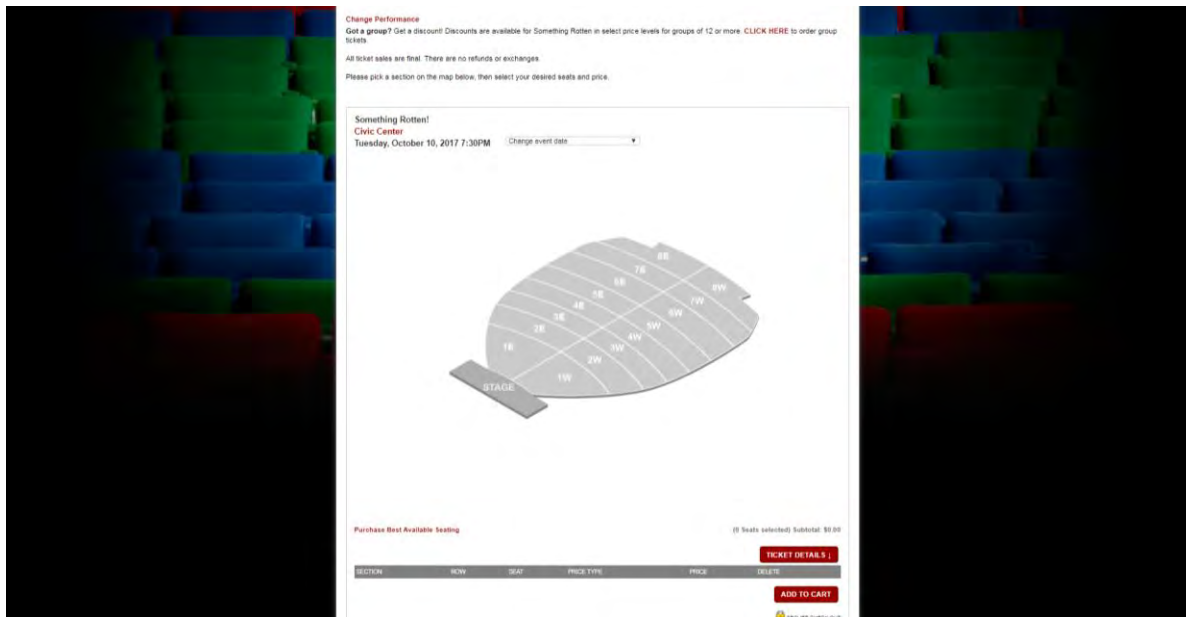 Change Performance
Got a group? Get a discount! Discounts are available for Something Rotten in select price levels for groups of 12 or more. CLICK HERE to order group
tickets.
All ticket sales are final. There are no refunds or exchanges.
Please pick a section on the map below, then select your desired seats and price.
Something Rotten!
Civic Center
Tuesday, October 10, 2017 7:30PM Change event date
8E
7E
6E
8W
5E
7W
4E
6W
3E
5W
2E
4W
1E
3W
2W
1W
STAGE
Purchase Best Available Seating (0 Seats selected) Subtotal: $0.00
TICKET DETAILS ↓
SECTION ROW SEAT PRICE TYPE PRICE DELETE
ADD TO CART